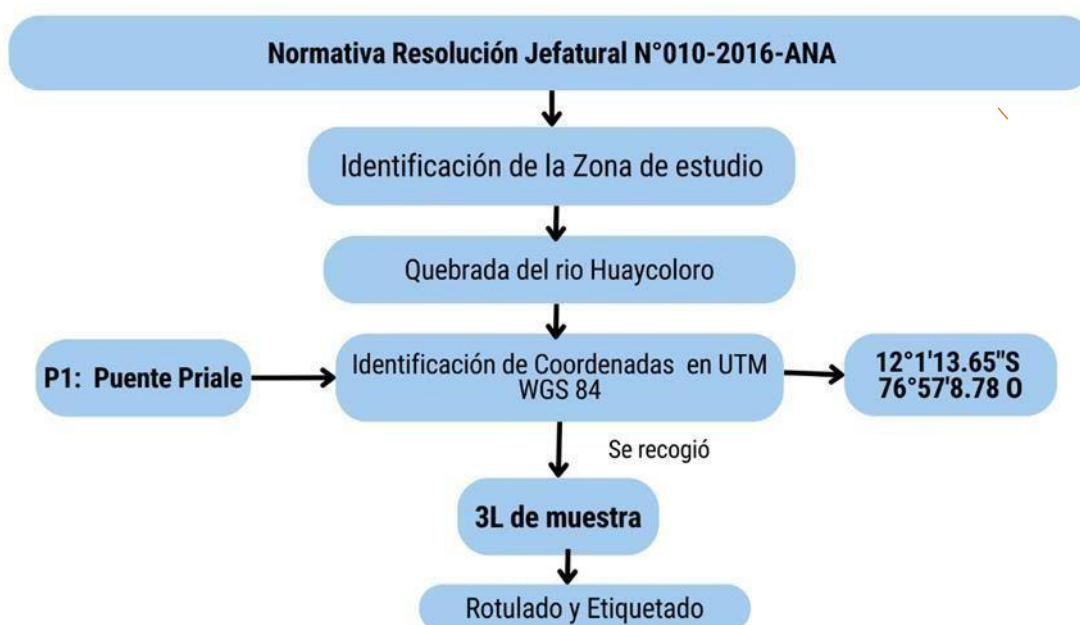 Normativa Resolución Jefatural N°010-2016-ANA
Identificación de la Zona de estudio
Quebrada del rio Huaycoloro
P1: Puente Priale
Identificación de Coordenadas en UTM
WGS 84
12°1'13.65"S
76°57'8.78 O
Se recogió
3L de muestra
Rotulado y Etiquetado